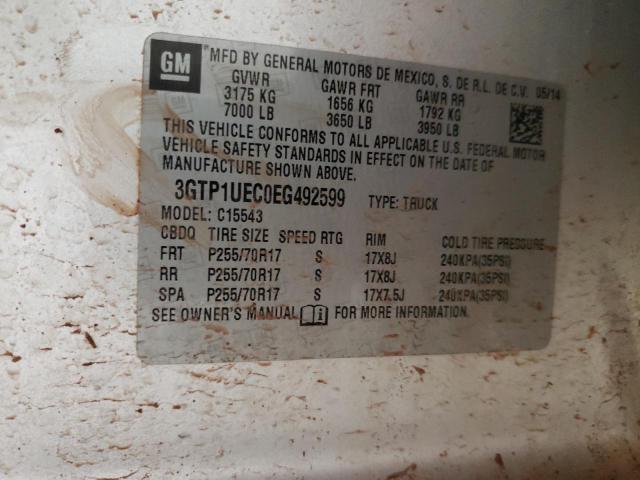 GM
MFD BY GENERAL MOTORS DE MEXICO, S. DE R.L. DE C.V. 05/14
GVWR GAWR FRT GAWR RR
3175 KG 1656 KG 1792 KG
7000 LB 3650 LB 3950 LB
THIS VEHICLE CONFORMS TO ALL APPLICABLE U.S. FEDERAL MOTOR
VEHICLE SAFETY STANDARDS IN EFFECT ON THE DATE OF
MANUFACTURE SHOWN ABOVE.
3GTP1UEC0EG492599 TYPE: TRUCK
MODEL: C15543
CBDQ TIRE SIZE SPEED RTG RIM COLD TIRE PRESSURE
FRT P255/70R17 S 17X8J 240KPA(35PSI)
RR P255/70R17 S 17X8J 240KPA(35PSI)
SPA P255/70R17 S 17X7.5J 240KPA(35PSI)
SEE OWNER'S MANUAL FOR MORE INFORMATION.